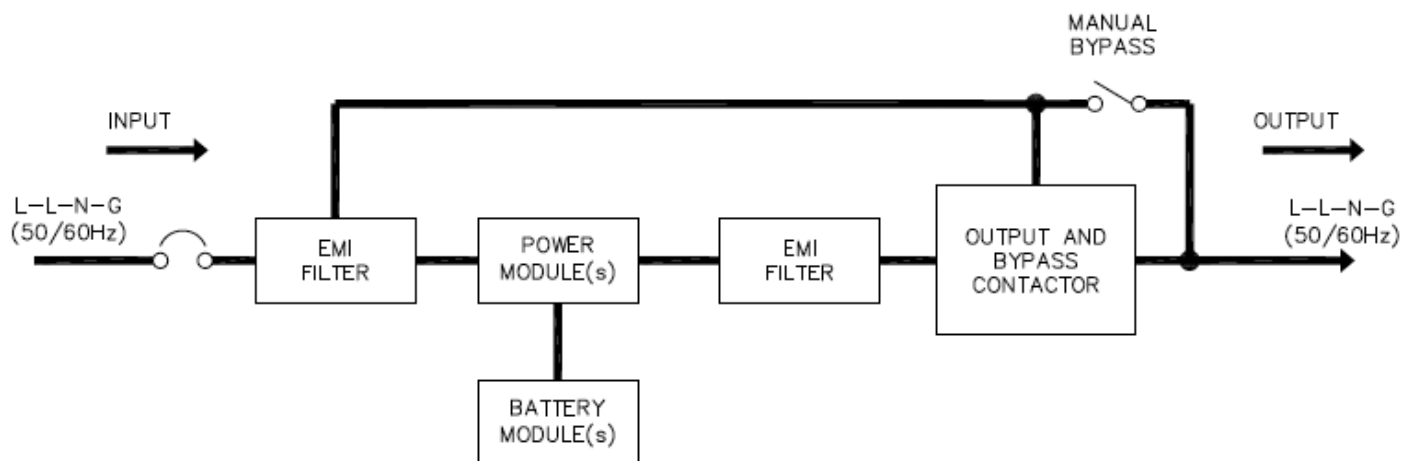 MANUAL
BYPASS
INPUT
OUTPUT
L-L-N-G
(50/60Hz)
EMI
FILTER
POWER
MODULE(s)
EMI
FILTER
OUTPUT AND
BYPASS
CONTACTOR
L-L-N-G
(50/60Hz)
BATTERY
MODULE(s)